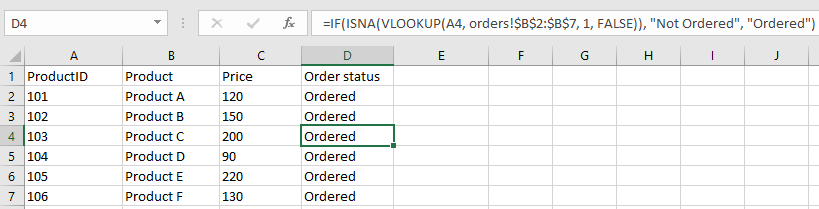 D4 fx =IF(ISNA(VLOOKUP(A4, orders!$B$2:$B$7, 1, FALSE)), "Not Ordered", "Ordered")
A B C D E F G H I J
1 ProductID Product Price Order status
2 101 Product A 120 Ordered
3 102 Product B 150 Ordered
4 103 Product C 200 Ordered
5 104 Product D 90 Ordered
6 105 Product E 220 Ordered
7 106 Product F 130 Ordered